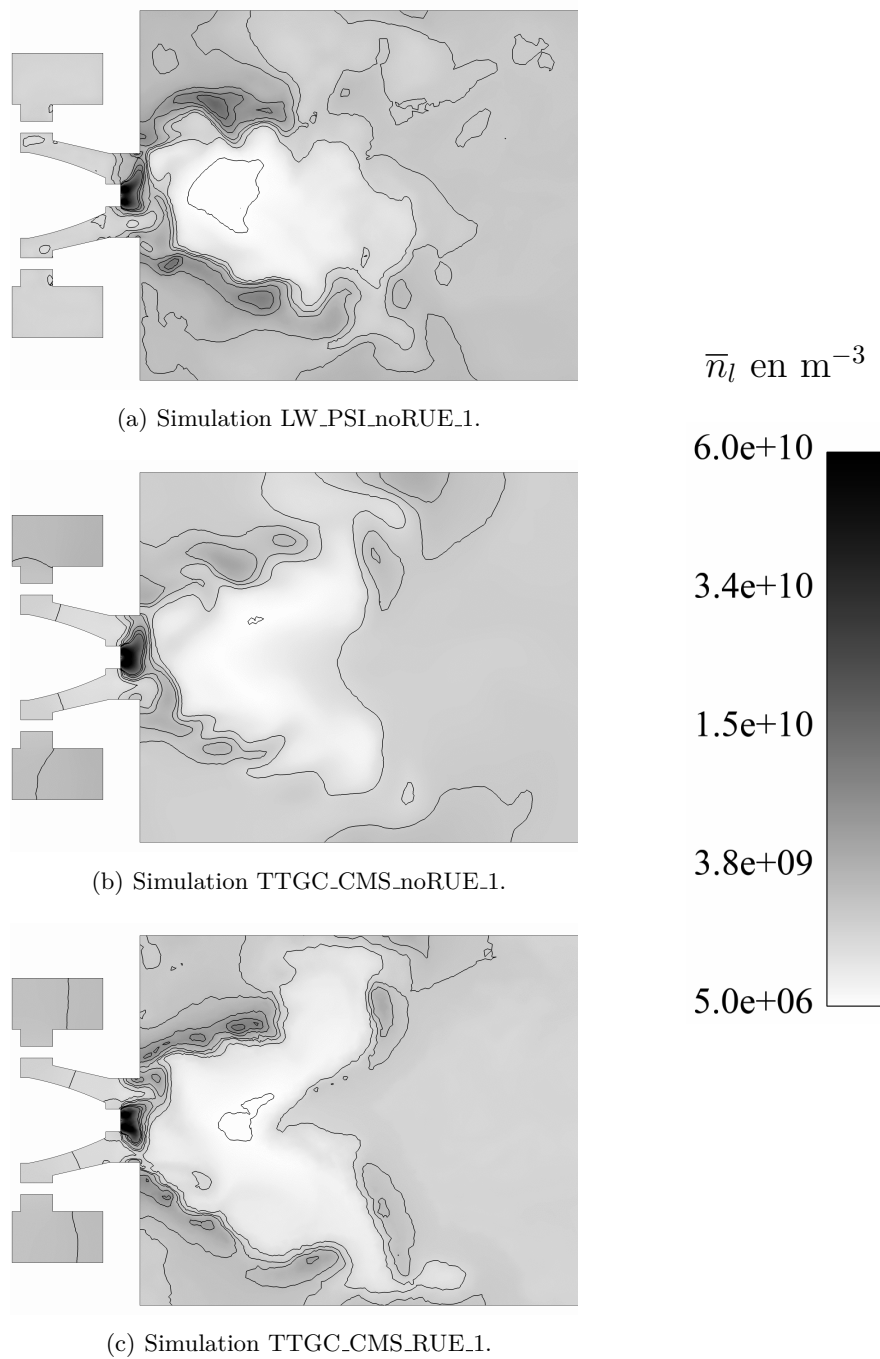 (a) Simulation LW_PSI_noRUE_1.
n̅_l en m⁻³
6.0e+10
3.4e+10
1.5e+10
3.8e+09
5.0e+06
(b) Simulation TTGC_CMS_noRUE_1.
(c) Simulation TTGC_CMS_RUE_1.